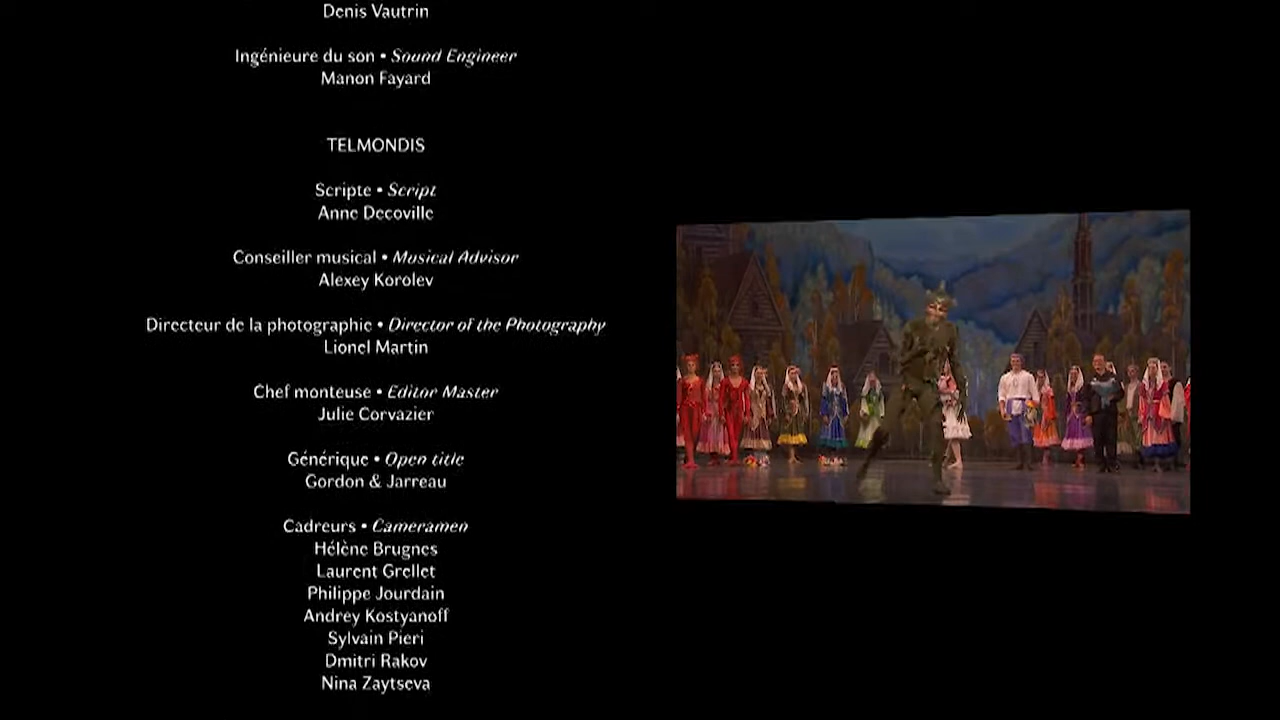 Denis Vautrin
Ingénieure du son • Sound Engineer
Manon Fayard
TELMONDIS
Scripte • Script
Anne Decoville
Conseiller musical • Musical Advisor
Alexey Korolev
Directeur de la photographie • Director of the Photography
Lionel Martin
Chef monteuse • Editor Master
Julie Corvazier
Générique • Open title
Gordon & Jarreau
Cadreurs • Cameramen
Hélène Brugnes
Laurent Grellet
Philippe Jourdain
Andrey Kostyanoff
Sylvain Pieri
Dmitri Rakov
Nina Zaytseva